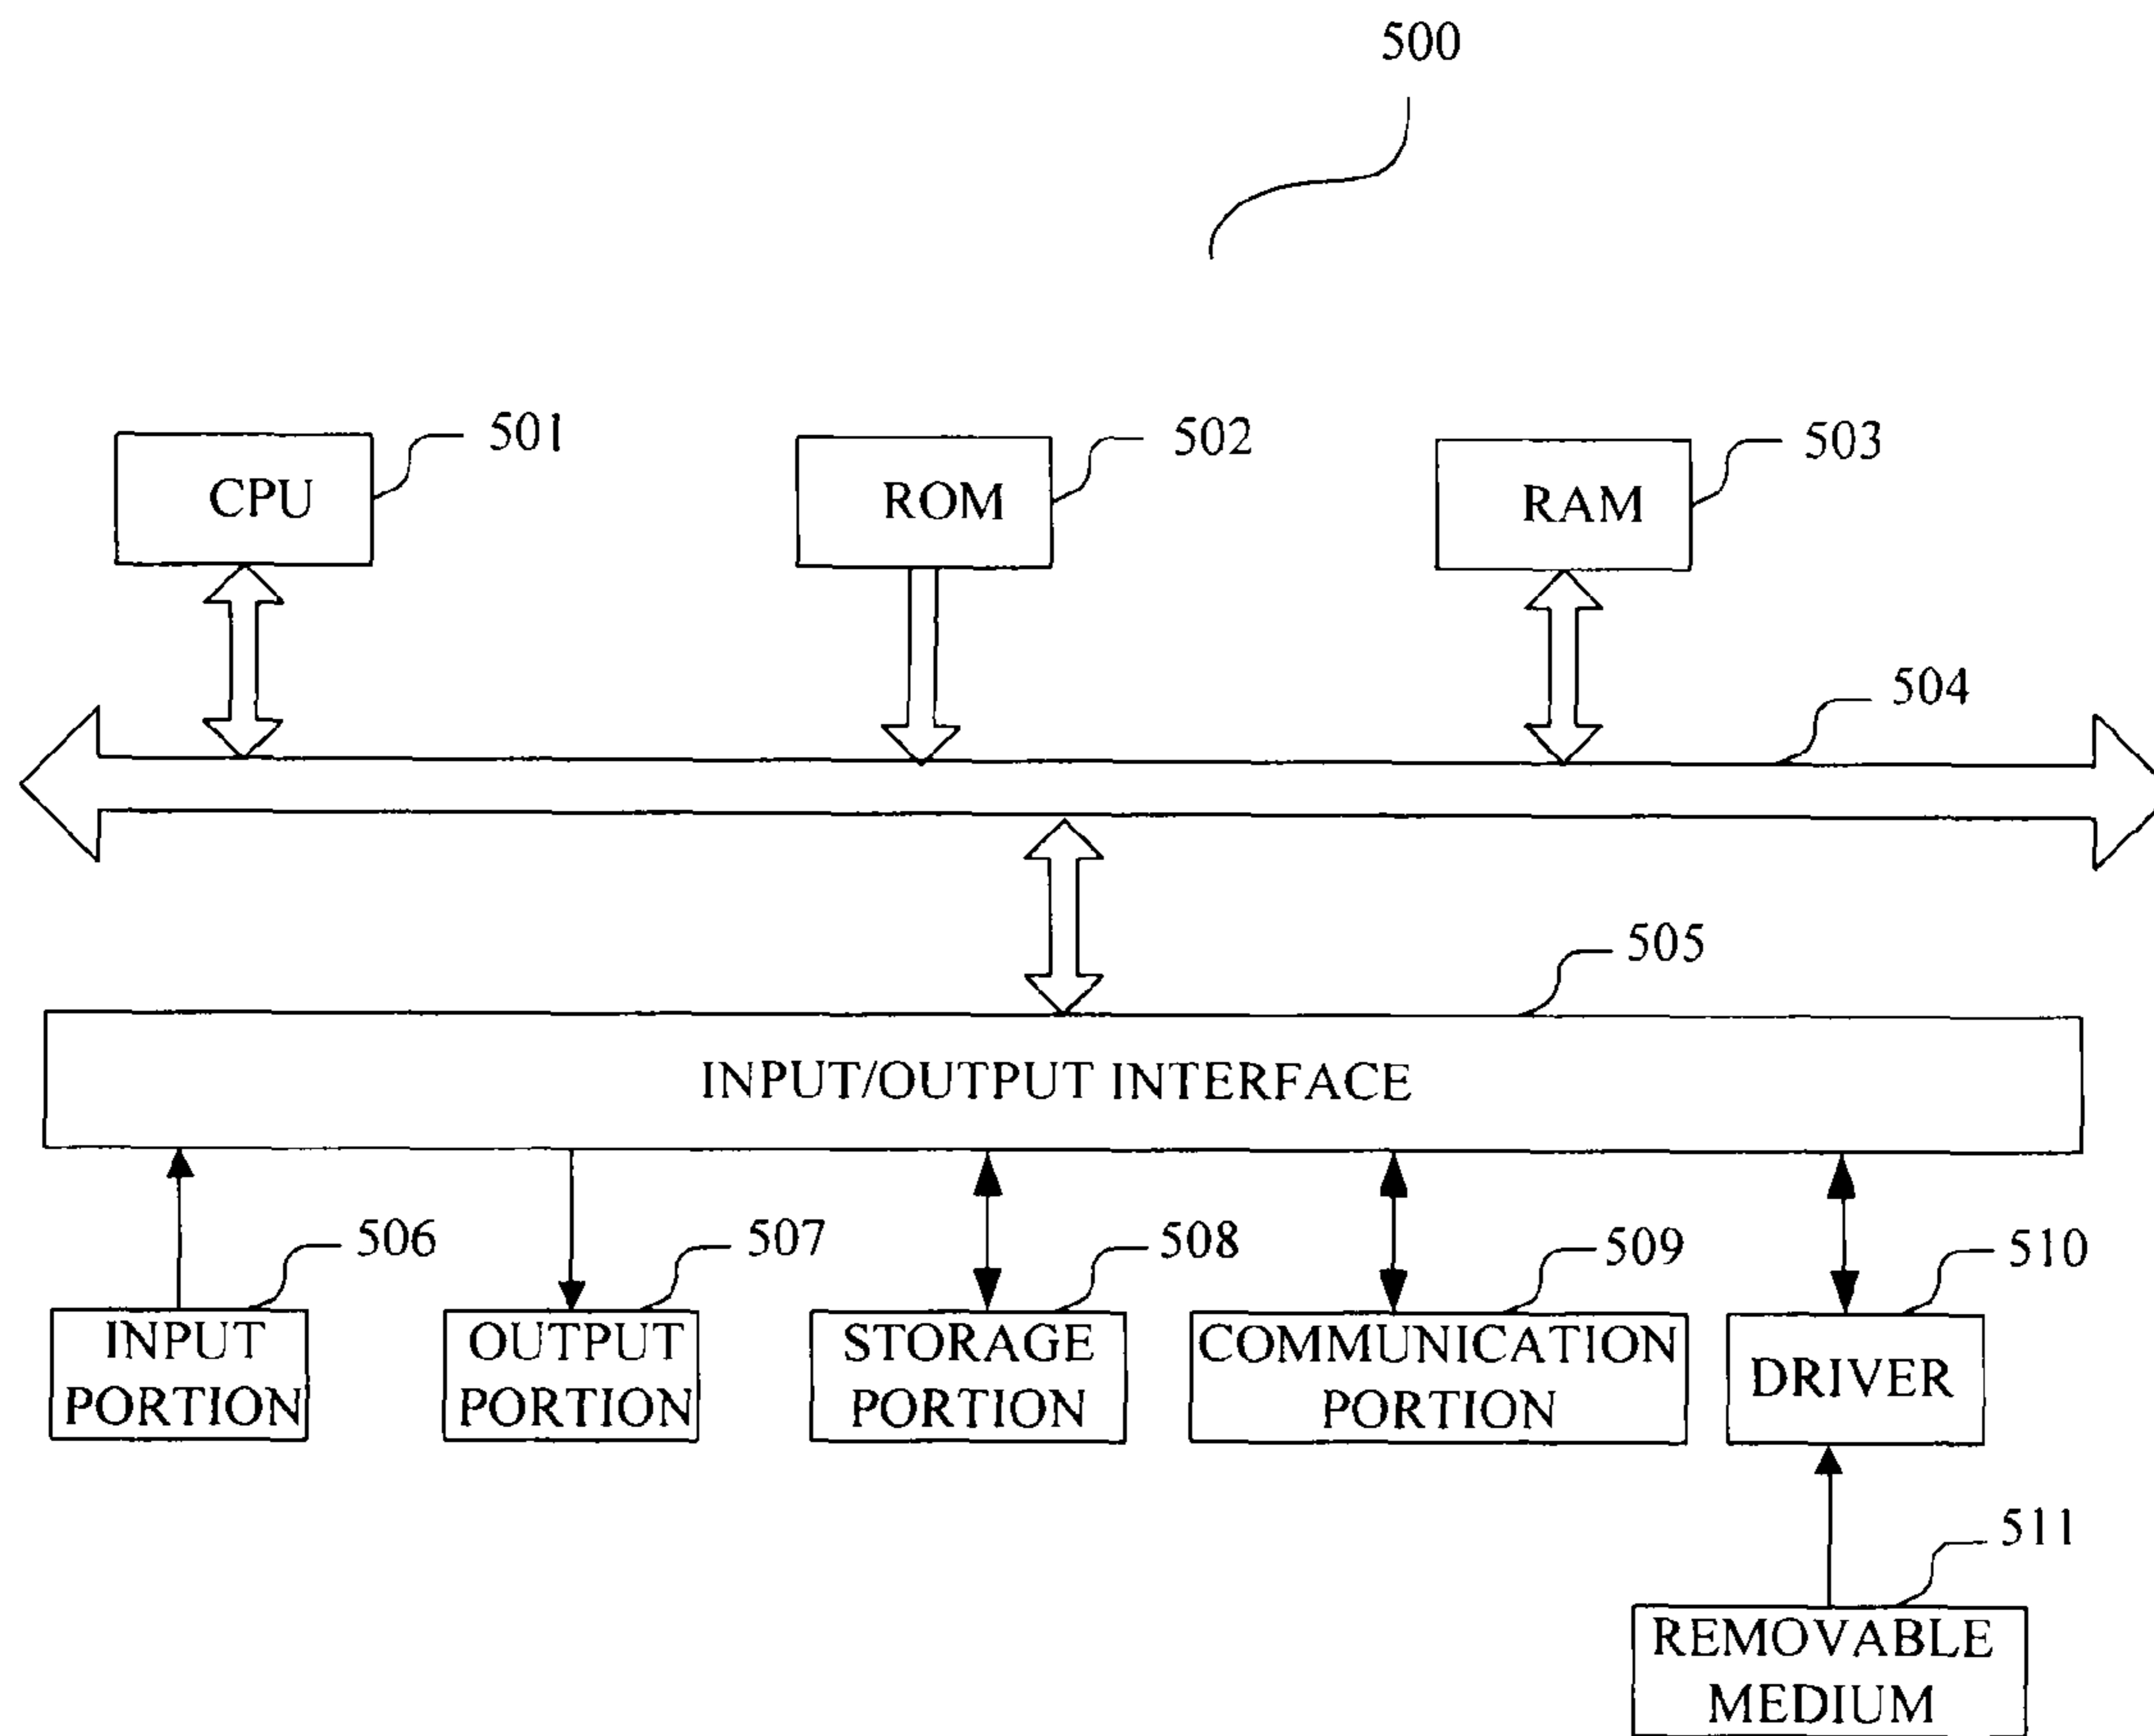 500
CPU
501
ROM
502
RAM
503
504
505
INPUT/OUTPUT INTERFACE
506
507
508
509
510
INPUT
PORTION
OUTPUT
PORTION
STORAGE
PORTION
COMMUNICATION
PORTION
DRIVER
511
REMOVABLE
MEDIUM